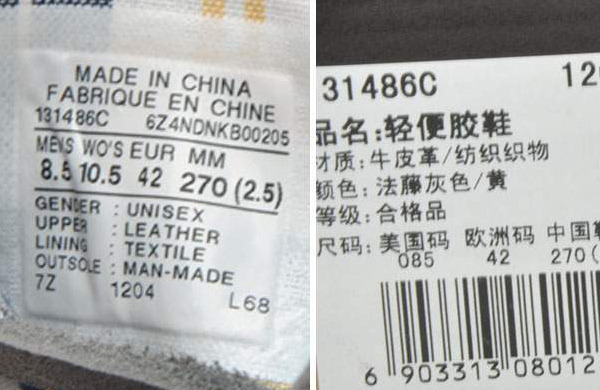 MADE IN CHINA
FABRIQUE EN CHINE
131486C 6Z4NDNKB00205
MEN'S WO'S EUR MM
8.5 10.5 42 270 (2.5)
GENDER : UNISEX
UPPER : LEATHER
LINING : TEXTILE
OUTSOLE : MAN-MADE
7Z 1204 L68
31486C 12
品名:轻便胶鞋
材质:牛皮革/纺织织物
颜色:法藤灰色/黄
等级:合格品
尺码:美国码 欧洲码 中国
085 42 270(
6 903313 08012